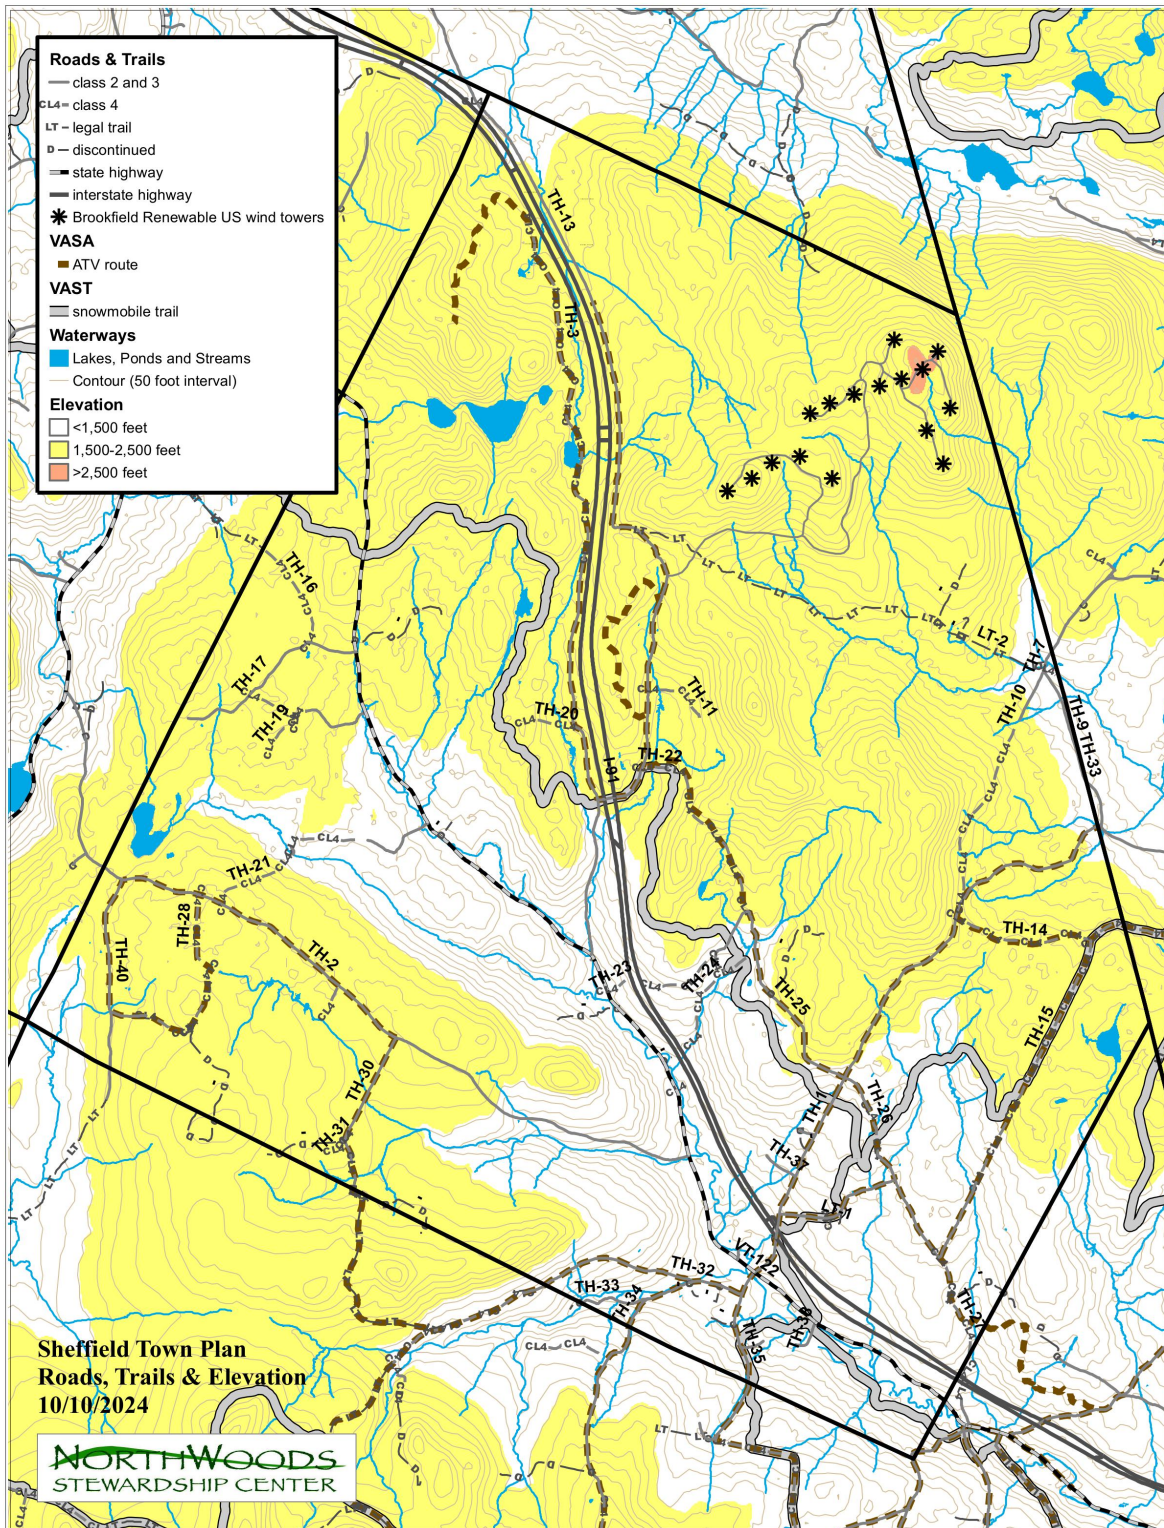 Roads & Trails
class 2 and 3
CL4 class 4
LT legal trail
D discontinued
state highway
interstate highway
Brookfield Renewable US wind towers
VASA
ATV route
VAST
snowmobile trail
Waterways
Lakes, Ponds and Streams
Contour (50 foot interval)
Elevation
<1,500 feet
1,500-2,500 feet
>2,500 feet
TH-13
TH-3
TH-16
TH-17
TH-19
TH-20
TH-11
TH-22
I-91
LT-2
TH-7
TH-10
TH-9
TH-33
TH-21
TH-28
TH-40
TH-2
TH-23
TH-24
TH-25
TH-14
TH-15
TH-30
TH-31
TH-1
TH-26
TH-37
LT-1
VT-122
TH-32
TH-33
TH-34
TH-35
TH-36
Sheffield Town Plan
Roads, Trails & Elevation
10/10/2024
NORTHWOODS
STEWARDSHIP CENTER